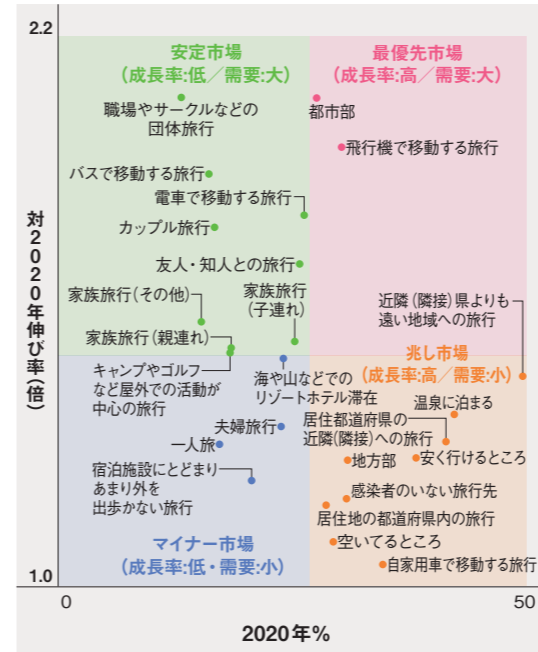 2.2
安定市場
(成長率:低／需要:大)
最優先市場
(成長率:高／需要:大)
職場やサークルなどの
団体旅行
都市部
飛行機で移動する旅行
バスで移動する旅行
電車で移動する旅行
カップル旅行
友人・知人との旅行
家族旅行(その他)
家族旅行
(子連れ)
近隣(隣接)県よりも
遠い地域への旅行
家族旅行(親連れ)
兆し市場
(成長率:高／需要:小)
キャンプやゴルフ
など屋外での活動が
中心の旅行
海や山などでの
リゾートホテル滞在
温泉に泊まる
居住都道府県の
近隣(隣接)への旅行
夫婦旅行
一人旅
地方部
安く行けるところ
宿泊施設にとどまり
あまり外を
出歩かない旅行
感染者のいない旅行先
居住地の都道府県内の旅行
マイナー市場
(成長率:低・需要:小)
空いてるところ
自家用車で移動する旅行
対2020年伸び率(倍)
1.0
0
50
2020年%